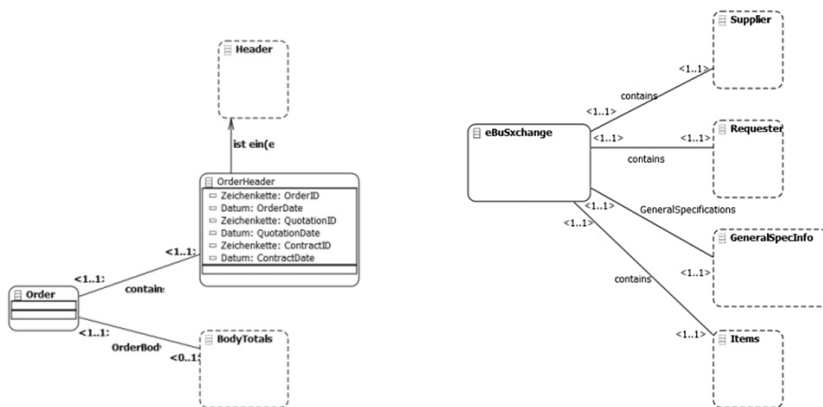 Header
ist ein(e
OrderHeader
Zeichenkette: OrderID
Datum: OrderDate
Zeichenkette: QuotationID
Datum: QuotationDate
Zeichenkette: ContractID
Datum: ContractDate
<1..1>
<1..1:
contain:
Order
<1..1:
OrderBod
<0..1:
BodyTotals
Supplier
<1..1>
contains
<1..1>
eBuSxchange
<1..1>
<1..1>
Requester
contains
<1..1>
GeneralSpecifications
<1..1>
GeneralSpecInfo
<1..1>
contains
<1..1>
Items